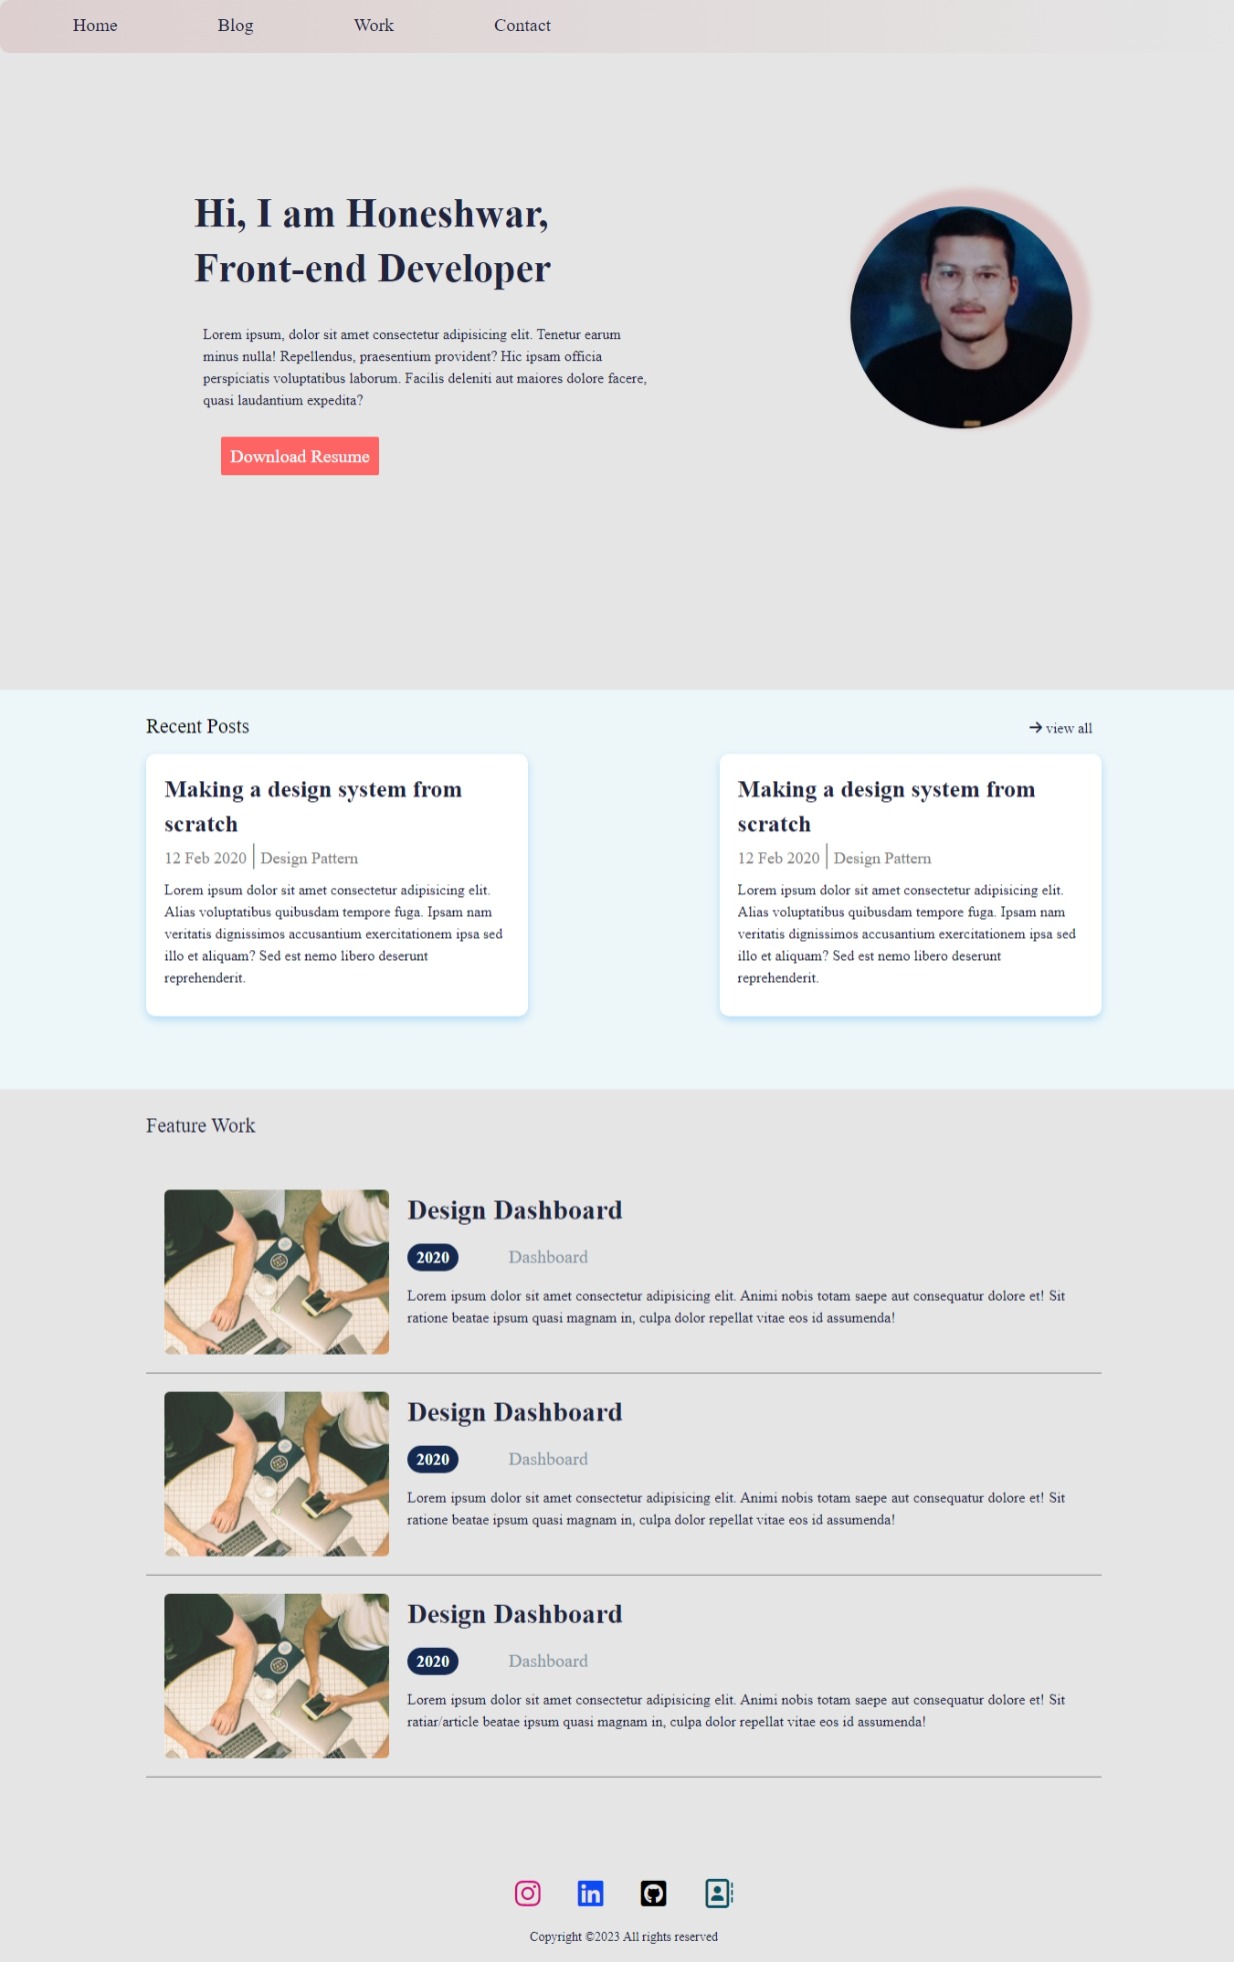 Home Blog Work Contact
Hi, I am Honeshwar,
Front-end Developer
Lorem ipsum, dolor sit amet consectetur adipisicing elit. Tenetur earum
minus nulla! Repellendus, praesentium provident? Hic ipsam officia
perspiciatis voluptatibus laborum. Facilis deleniti aut maiores dolore facere,
quasi laudantium expedita?
Download Resume
Recent Posts
view all
Making a design system from
scratch
12 Feb 2020 | Design Pattern
Lorem ipsum dolor sit amet consectetur adipisicing elit.
Alias voluptatibus quibusdam tempore fuga. Ipsam nam
veritatis dignissimos accusantium exercitationem ipsa sed
illo et aliquam? Sed est nemo libero deserunt
reprehenderit.
Making a design system from
scratch
12 Feb 2020 | Design Pattern
Lorem ipsum dolor sit amet consectetur adipisicing elit.
Alias voluptatibus quibusdam tempore fuga. Ipsam nam
veritatis dignissimos accusantium exercitationem ipsa sed
illo et aliquam? Sed est nemo libero deserunt
reprehenderit.
Feature Work
Design Dashboard
2020 Dashboard
Lorem ipsum dolor sit amet consectetur adipisicing elit. Animi nobis totam saepe aut consequatur dolore et! Sit
ratione beatae ipsum quasi magnam in, culpa dolor repellat vitae eos id assumenda!
Design Dashboard
2020 Dashboard
Lorem ipsum dolor sit amet consectetur adipisicing elit. Animi nobis totam saepe aut consequatur dolore et! Sit
ratione beatae ipsum quasi magnam in, culpa dolor repellat vitae eos id assumenda!
Design Dashboard
2020 Dashboard
Lorem ipsum dolor sit amet consectetur adipisicing elit. Animi nobis totam saepe aut consequatur dolore et! Sit
ratiar/article beatae ipsum quasi magnam in, culpa dolor repellat vitae eos id assumenda!
in
Copyright ©2023 All rights reserved